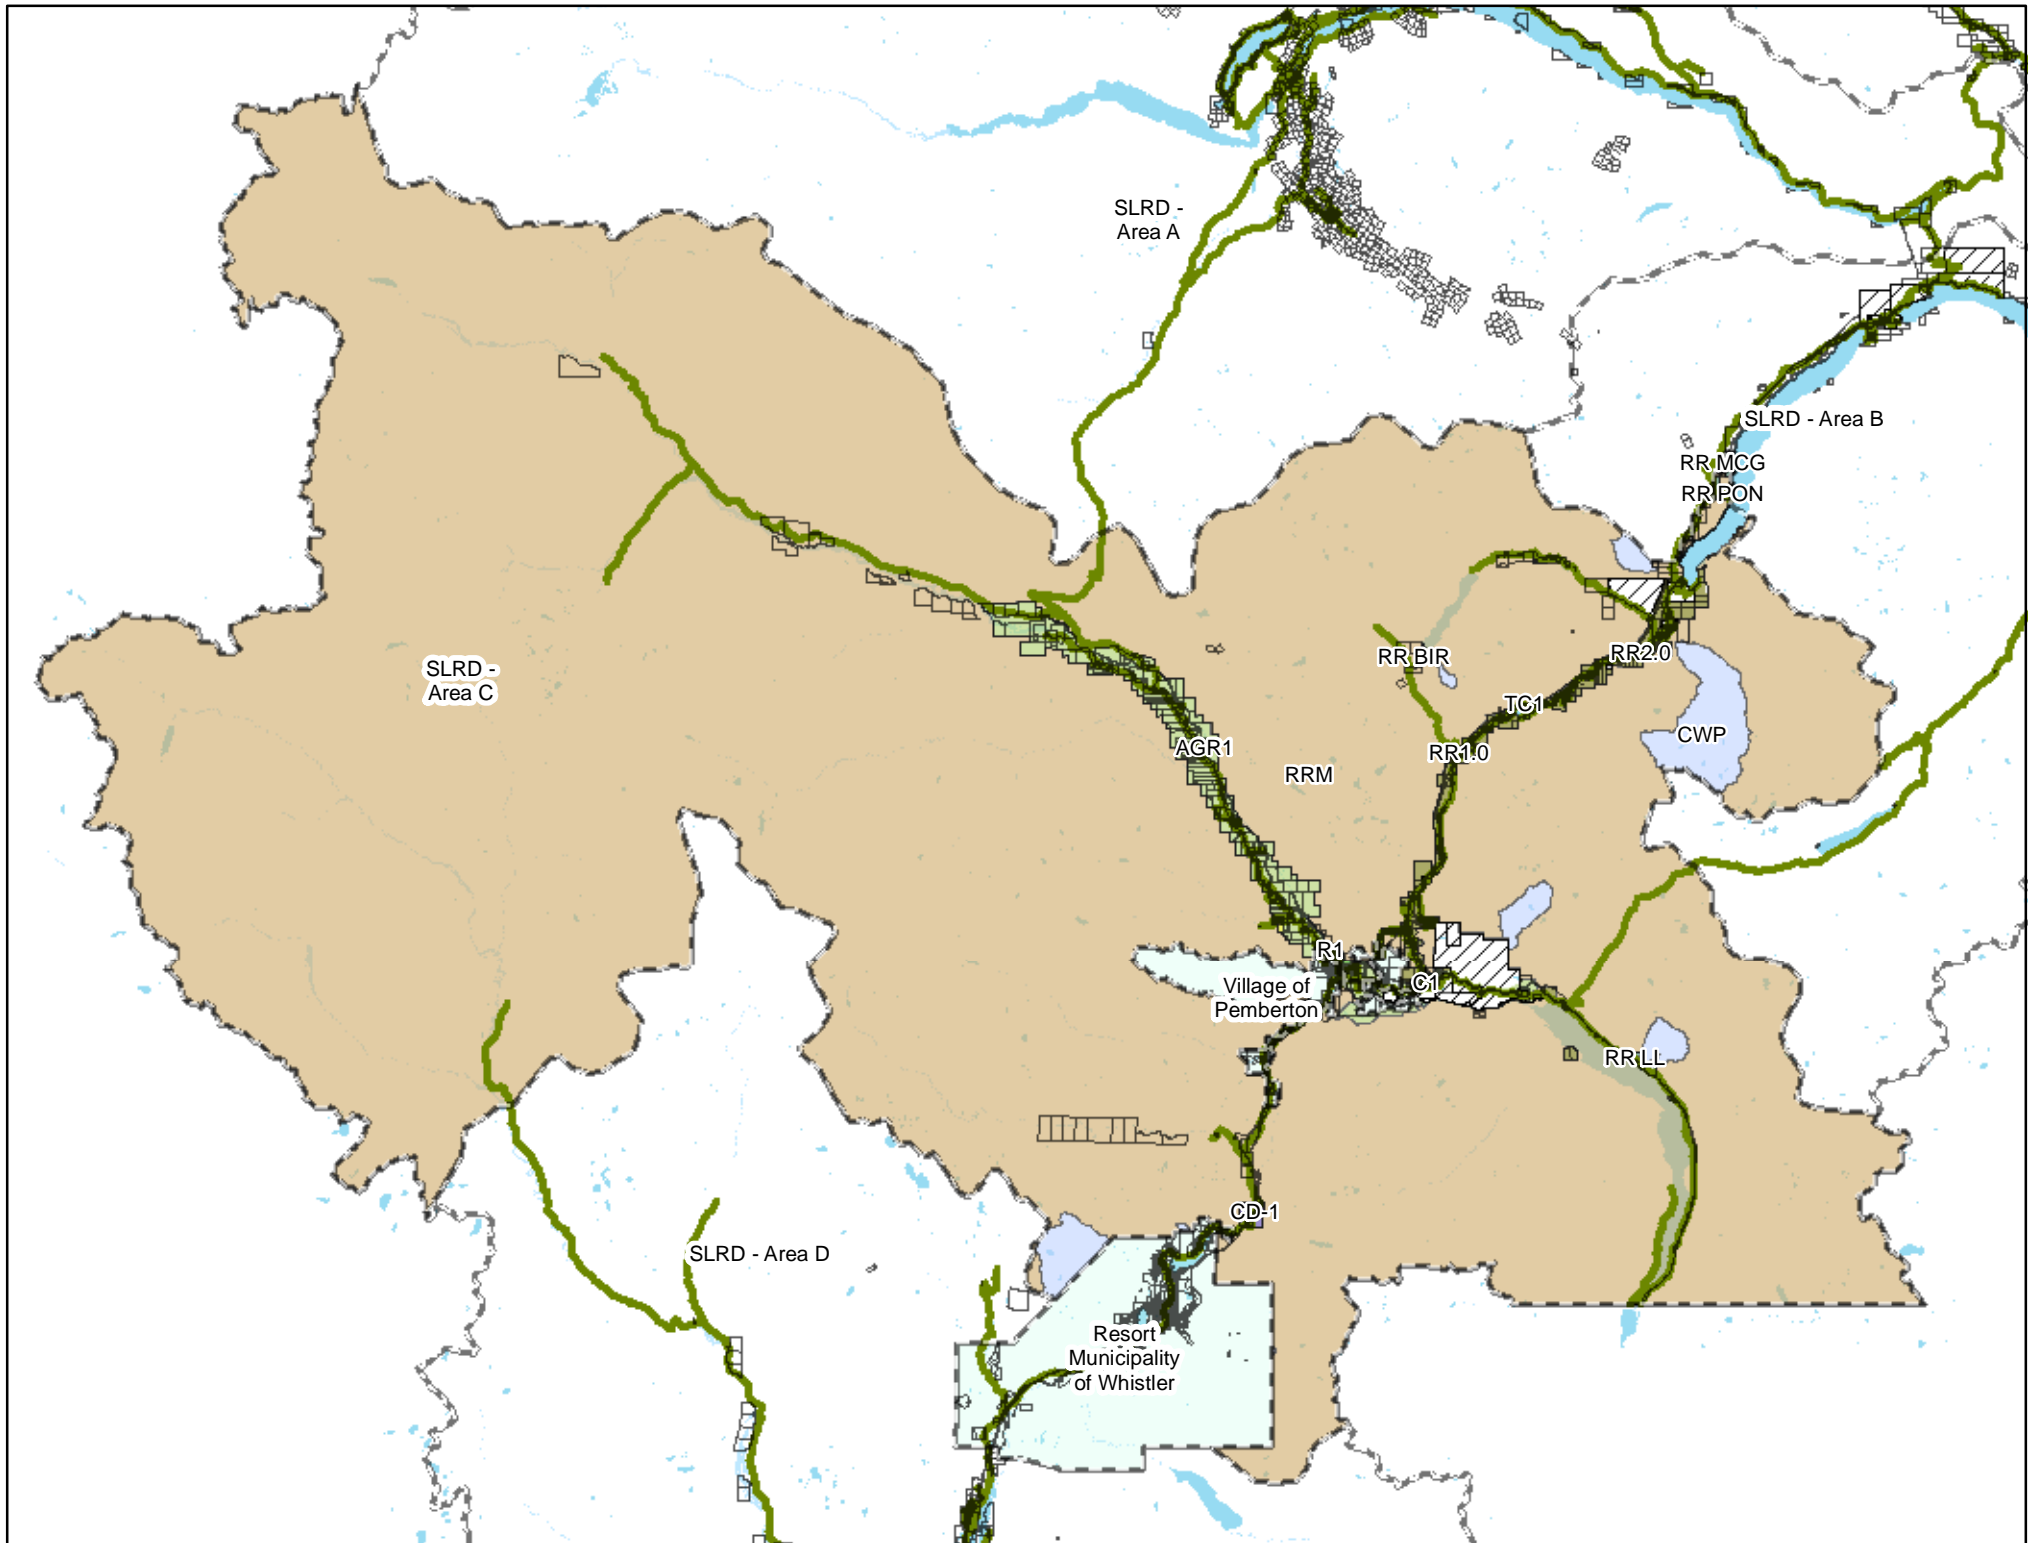 SLRD -
Area A
SLRD - Area B
RR MCG
RR PON
RR BIR
RR2.0
SLRD -
Area C
TC1
CWP
AGR1
RR1.0
RRM
R1
C1
Village of
Pemberton
RR LL
CD-1
SLRD - Area D
Resort
Municipality
of Whistler